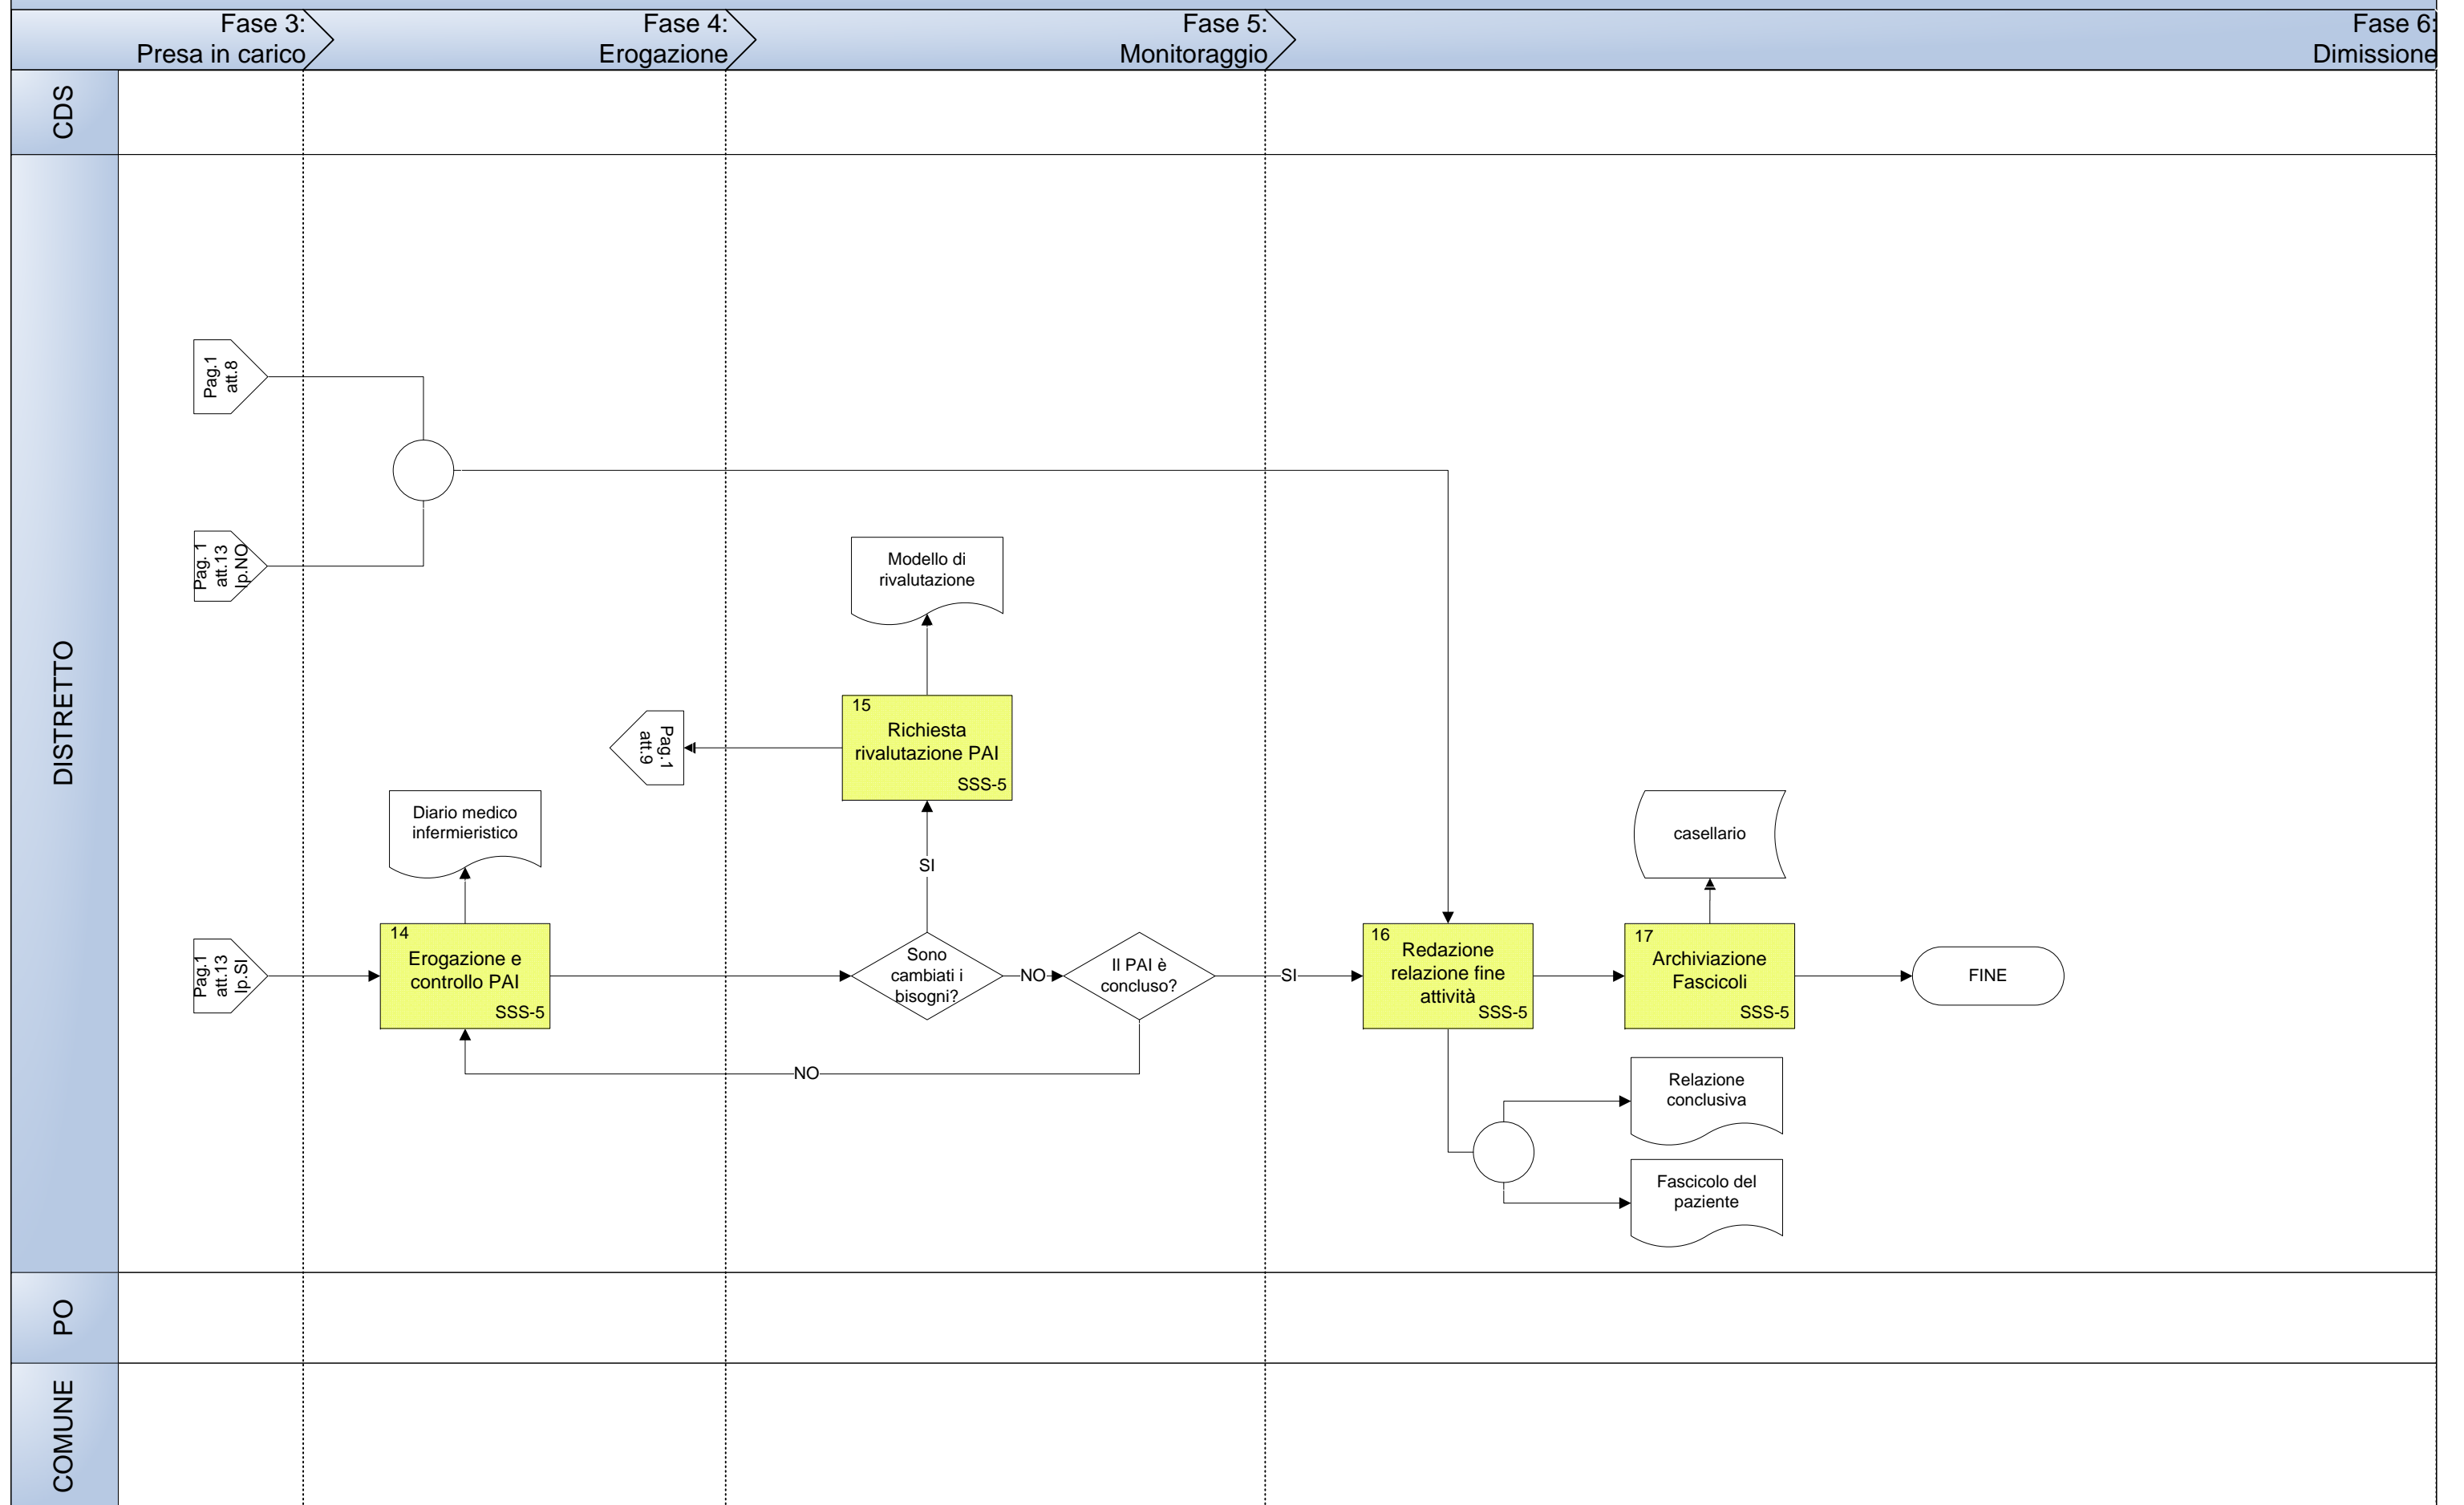 Fase 3:
Presa in carico
Fase 4:
Erogazione
Fase 5:
Monitoraggio
Fase 6:
Dimissione
CDS
DISTRETTO
PO
COMUNE
Pag.1
att.8
Pag. 1
att.13
Ip.NO
Modello di
rivalutazione
15
Richiesta
rivalutazione PAI
SSS-5
Pag.1
att.9
SI
Diario medico
infermieristico
casellario
Pag.1
att.13
Ip.SI
14
Erogazione e
controllo PAI
SSS-5
Sono
cambiati i
bisogni?
NO
Il PAI è
concluso?
SI
16
Redazione
relazione fine
attività
SSS-5
17
Archiviazione
Fascicoli
SSS-5
FINE
NO
Relazione
conclusiva
Fascicolo del
paziente